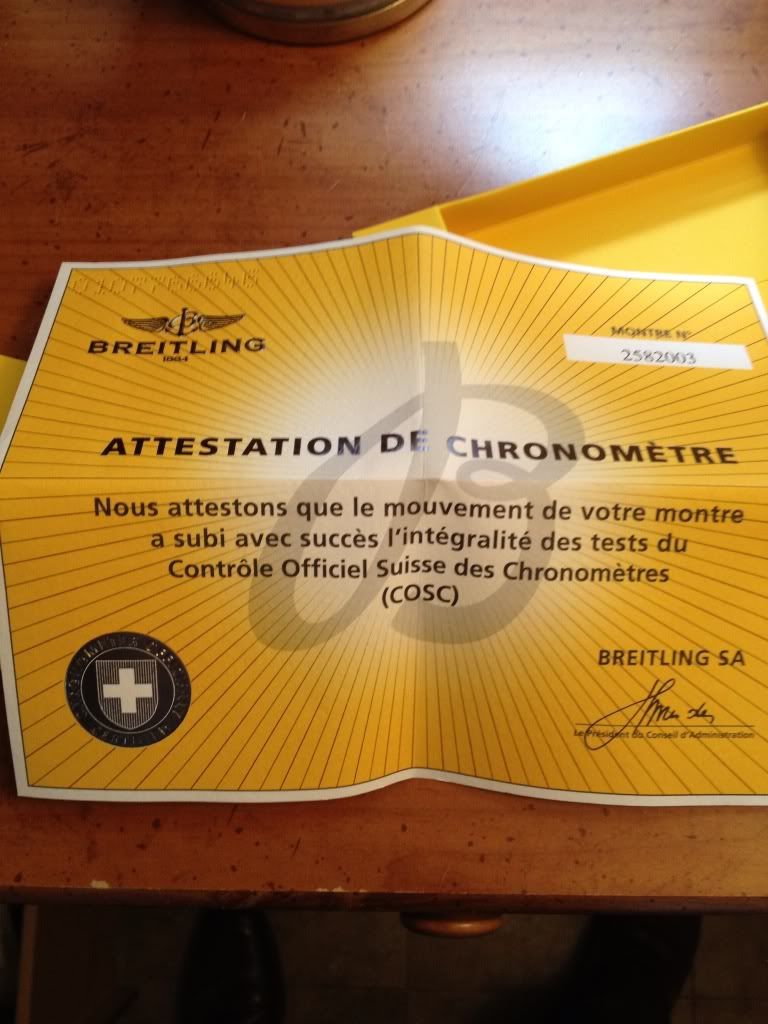 BREITLING
1884
MONTRE N°
2582003
ATTESTATION DE CHRONOMÈTRE
Nous attestons que le mouvement de votre montre
a subi avec succès l'intégralité des tests du
Contrôle Officiel Suisse des Chronomètres
(COSC)
BREITLING SA
Le Président du Conseil d'Administration